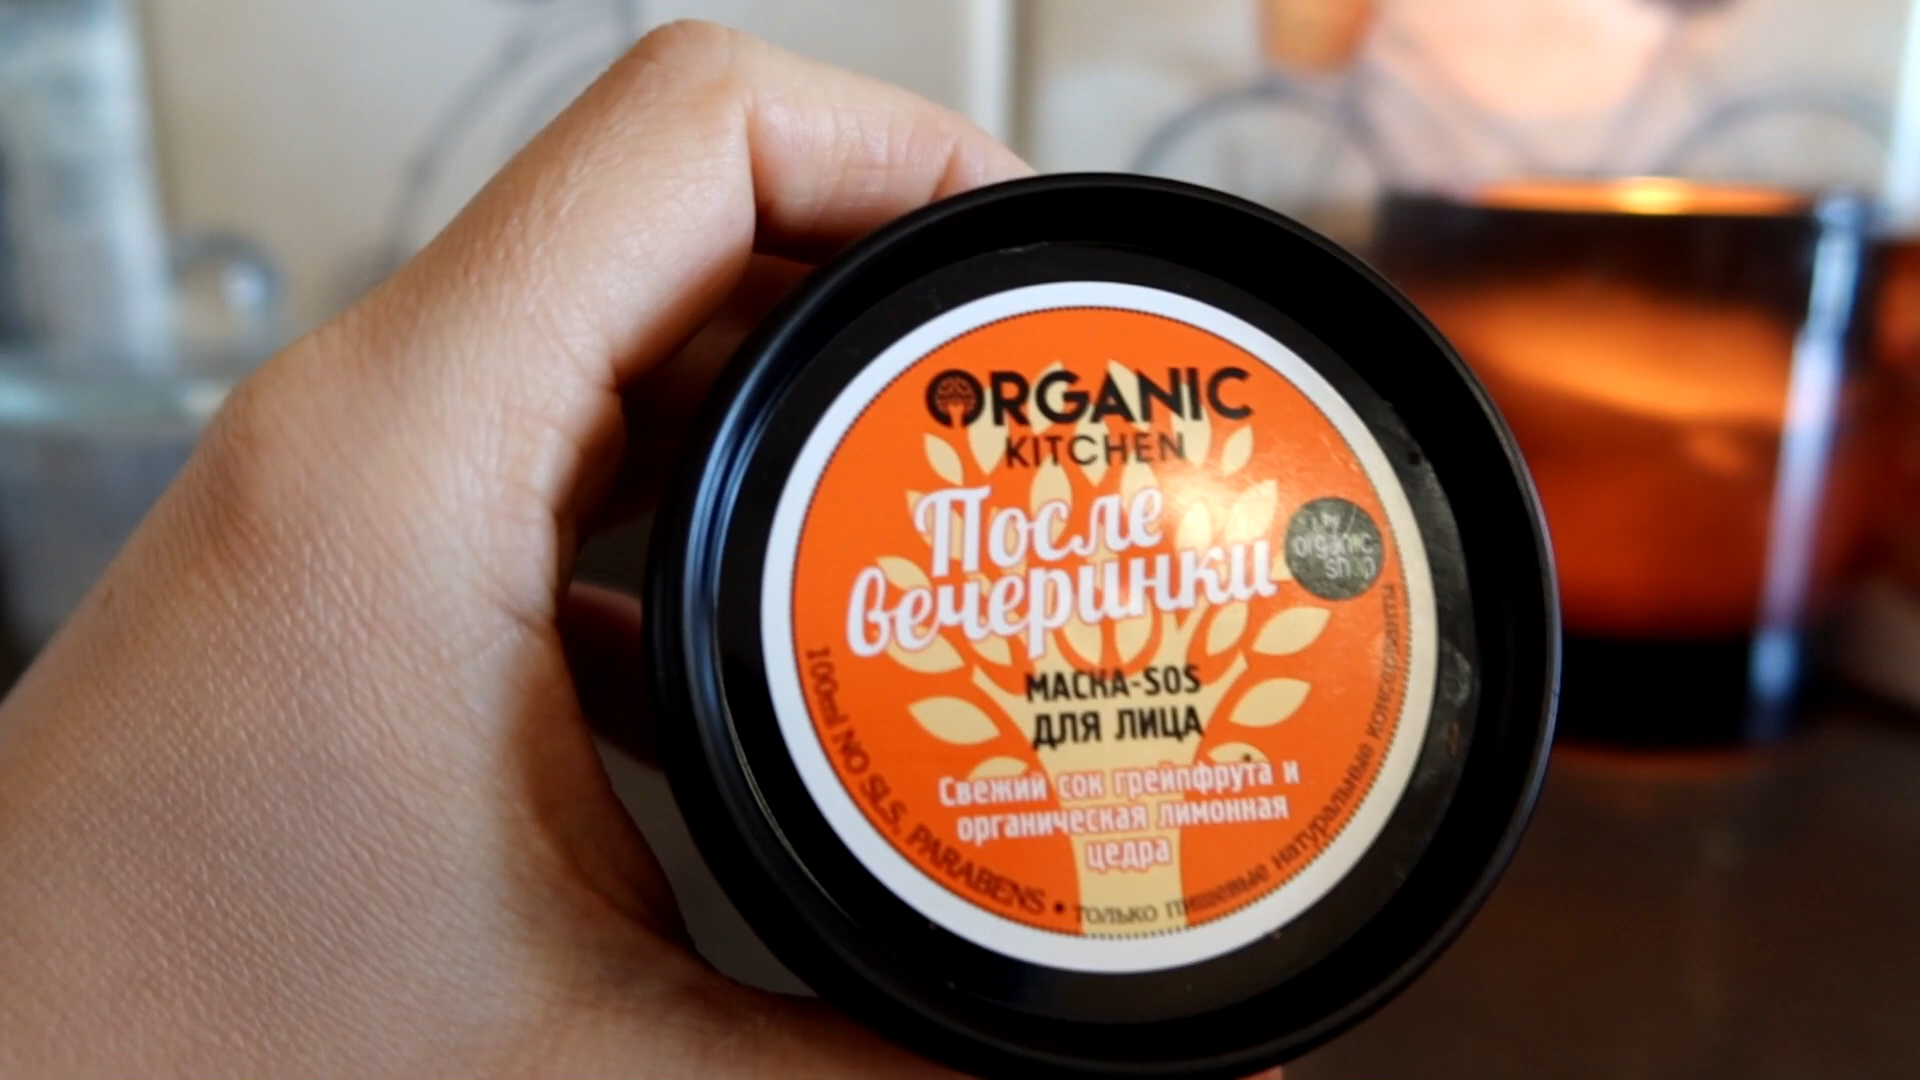 ORGANIC
KITCHEN
После
вечеринки
by
organic
shop
МАСКА-SOS
ДЛЯ ЛИЦА
Свежий сок грейпфрута и
органическая лимонная
цедра
100ml NO SLS, PARABENS • только пищевые натуральные консерванты